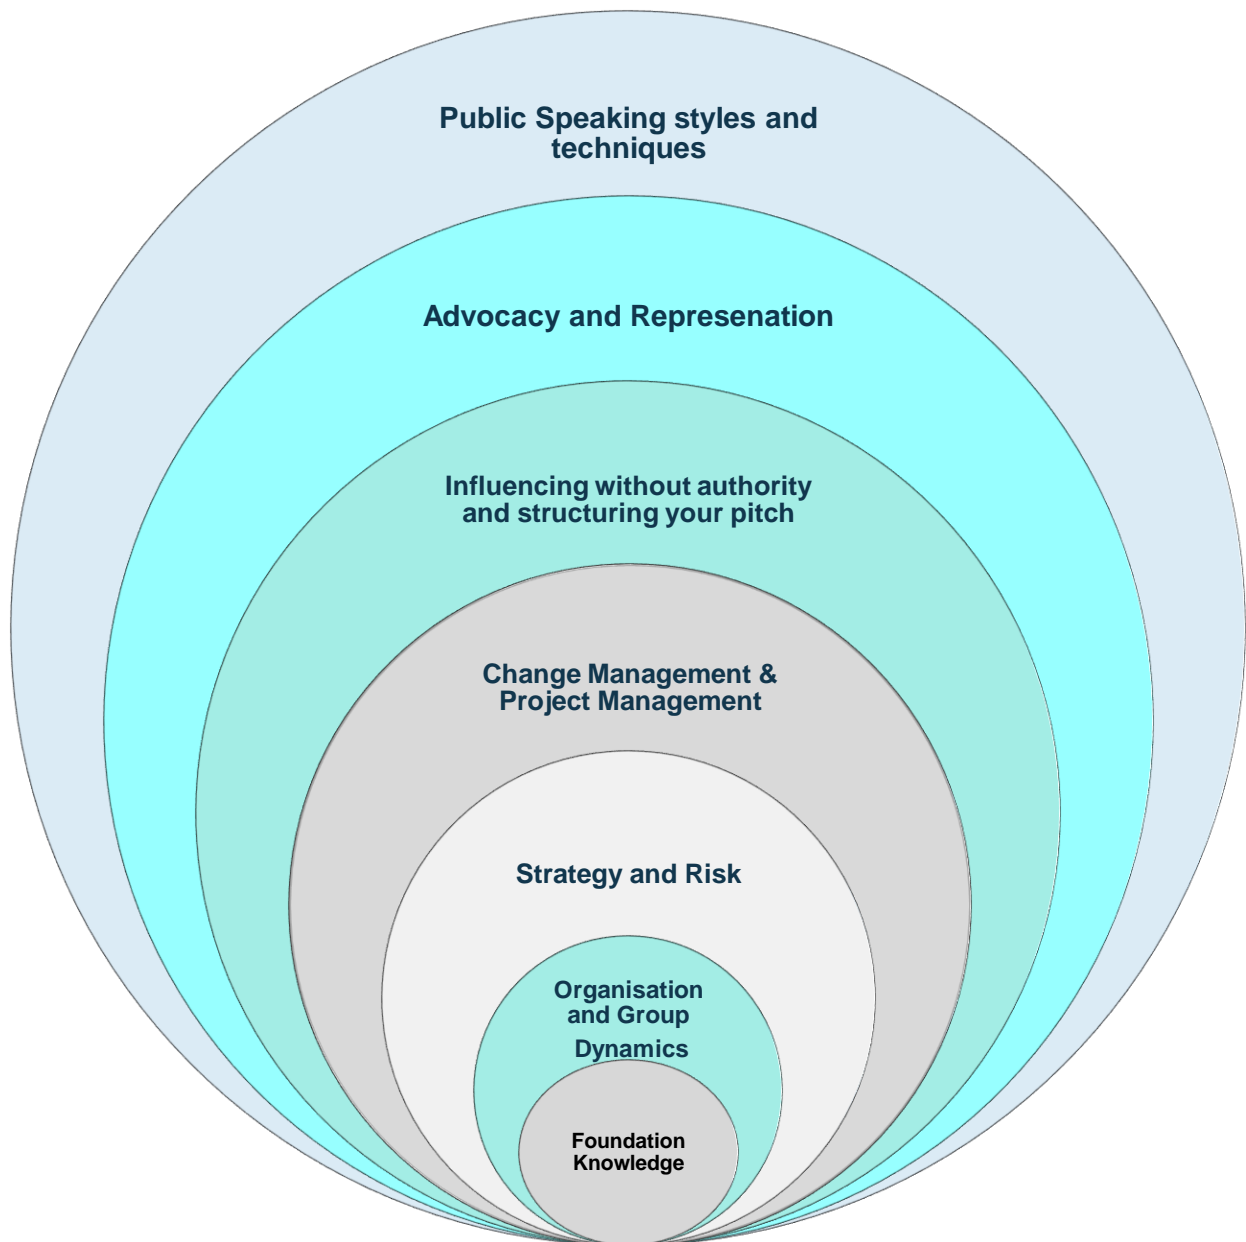 Public Speaking styles and
techniques
Advocacy and Represenation
Influencing without authority
and structuring your pitch
Change Management &
Project Management
Strategy and Risk
Organisation
and Group
Dynamics
Foundation
Knowledge